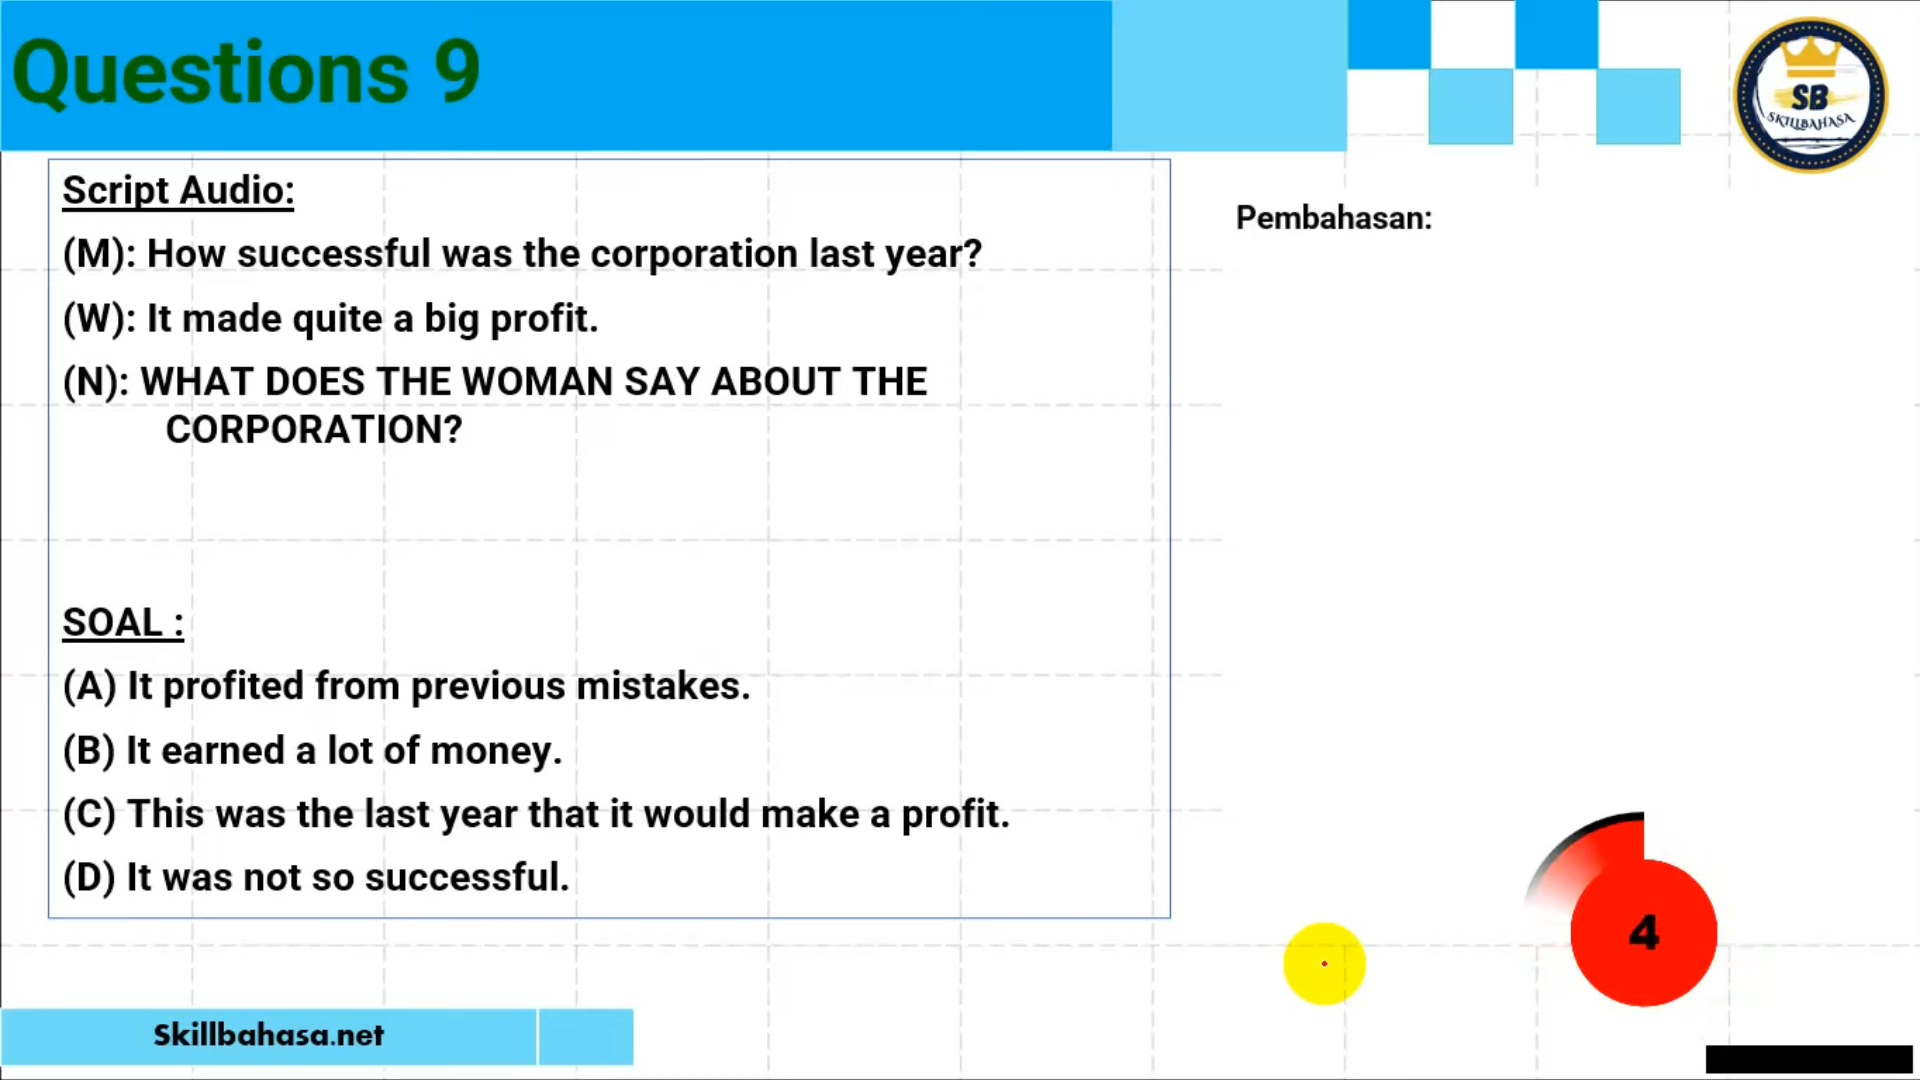 Questions 9
SB
SKILLBAHASA
Script Audio:
(M): How successful was the corporation last year?
(W): It made quite a big profit.
(N): WHAT DOES THE WOMAN SAY ABOUT THE
CORPORATION?
SOAL :
(A) It profited from previous mistakes.
(B) It earned a lot of money.
(C) This was the last year that it would make a profit.
(D) It was not so successful.
Pembahasan:
4
Skillbahasa.net